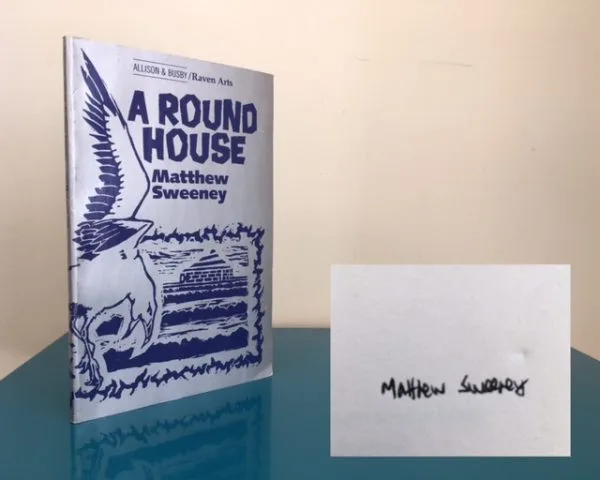 ALLISON & BUSBY/Raven Arts
A ROUND
HOUSE
Matthew
Sweeney
Matthew Sweeney